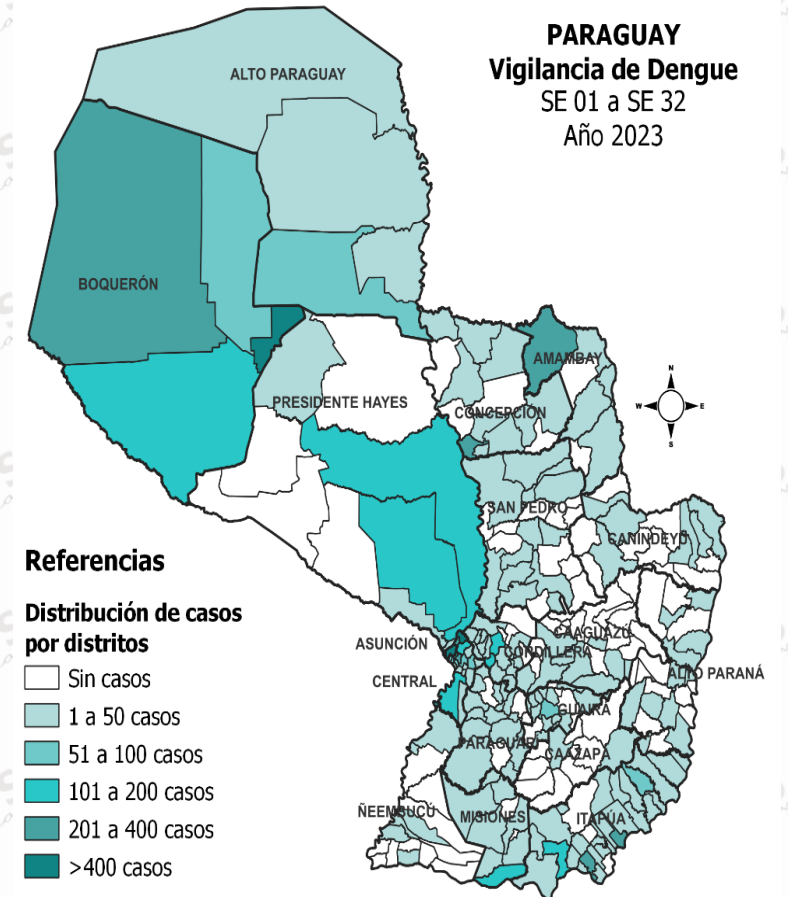 PARAGUAY
Vigilancia de Dengue
SE 01 a SE 32
Año 2023
ALTO PARAGUAY
BOQUERÓN
AMAMBAY
N
W
E
S
PRESIDENTE HAYES
CONCEPCIÓN
SAN PEDRO
CANINDEYÚ
Referencias
Distribución de casos
por distritos
Sin casos
1 a 50 casos
51 a 100 casos
101 a 200 casos
201 a 400 casos
>400 casos
ASUNCIÓN
CAAGUAZÚ
CORDILLERA
CENTRAL
ALTO PARANÁ
GUAIRÁ
PARAGUARÍ
CAAZAPÁ
ÑEEMBUCÚ
MISIONES
ITAPÚA